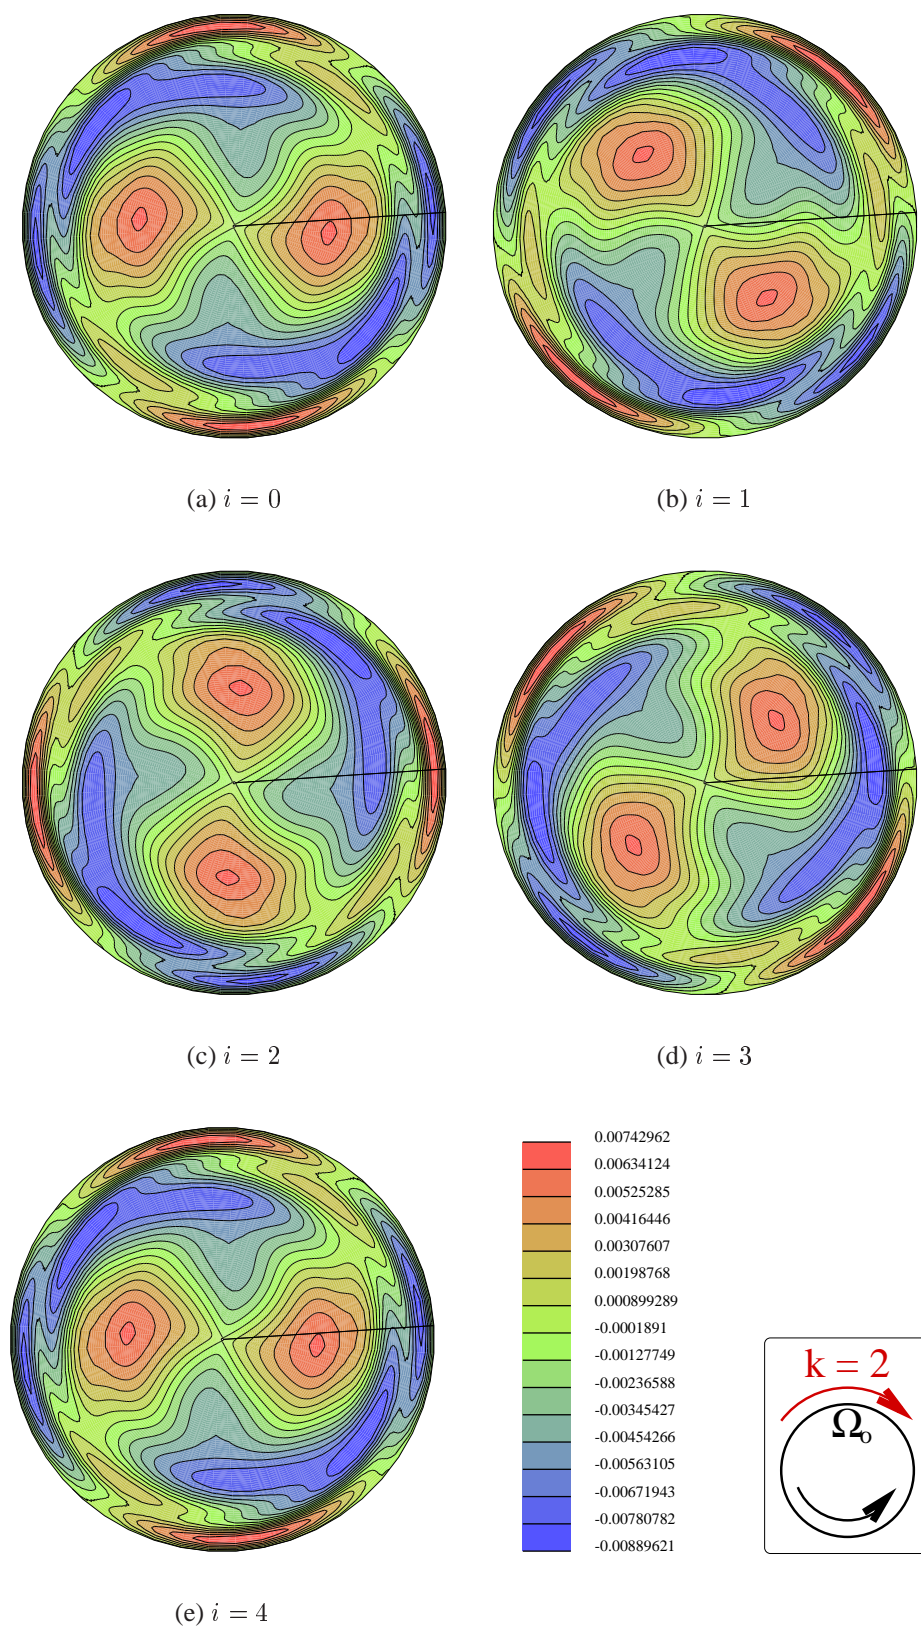 (a) i = 0
(b) i = 1
(c) i = 2
(d) i = 3
0.00742962
0.00634124
0.00525285
0.00416446
0.00307607
0.00198768
0.000899289
-0.0001891
-0.00127749
-0.00236588
-0.00345427
-0.00454266
-0.00563105
-0.00671943
-0.00780782
-0.00889621
k = 2
Ωo
(e) i = 4